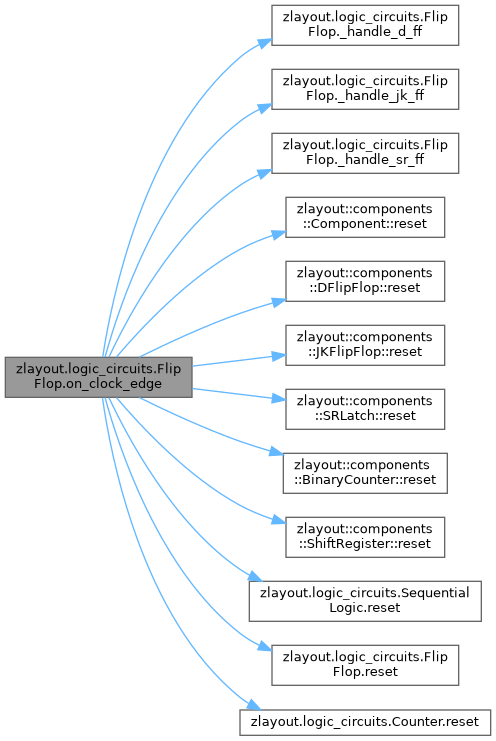 zlayout.logic_circuits.Flip
Flop._handle_d_ff
zlayout.logic_circuits.Flip
Flop._handle_jk_ff
zlayout.logic_circuits.Flip
Flop._handle_sr_ff
zlayout::components
::Component::reset
zlayout::components
::DFlipFlop::reset
zlayout.logic_circuits.Flip
Flop.on_clock_edge
zlayout::components
::JKFlipFlop::reset
zlayout::components
::SRLatch::reset
zlayout::components
::BinaryCounter::reset
zlayout::components
::ShiftRegister::reset
zlayout.logic_circuits.Sequential
Logic.reset
zlayout.logic_circuits.Flip
Flop.reset
zlayout.logic_circuits.Counter.reset